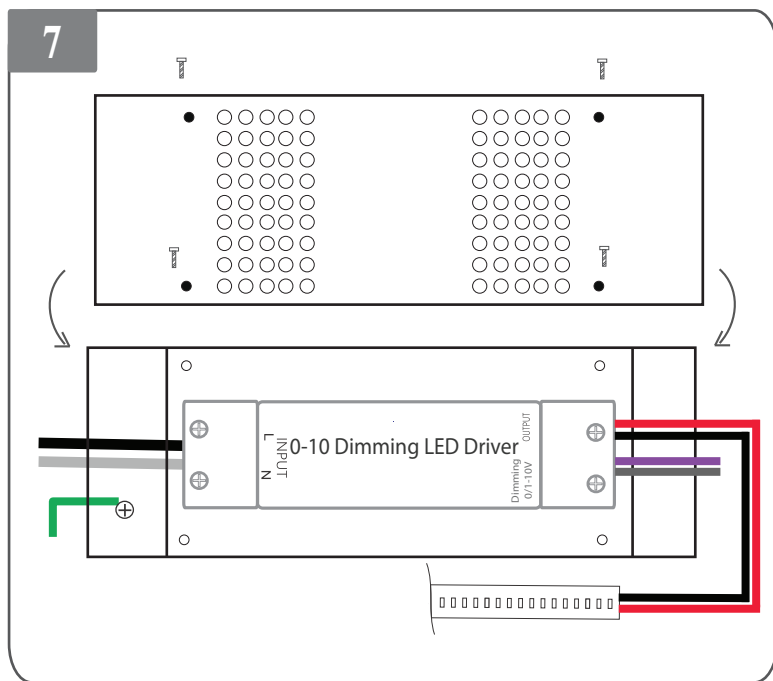 7
0-10 Dimming LED Driver
INPUT
L N
OUTPUT
Dimming
0/1-10V